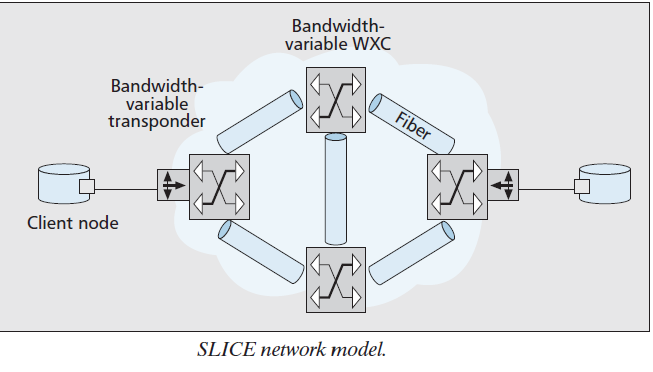 Bandwidth-
variable WXC
Bandwidth-
variable
transponder
Fiber
Client node
SLICE network model.